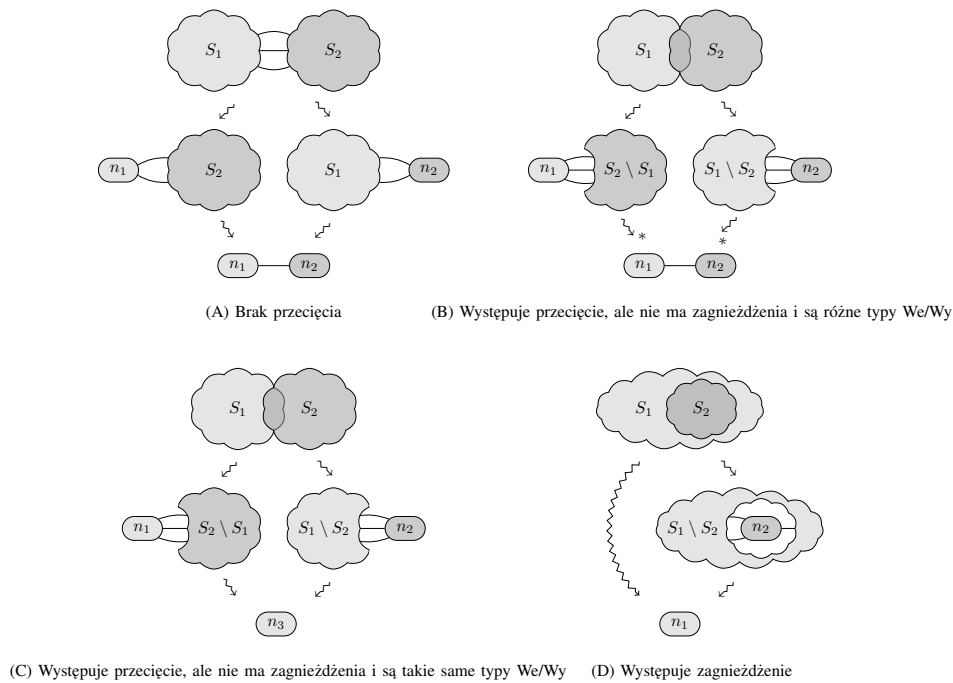 S₁ S₂
n₁ S₂ S₁ n₂
n₁ n₂
(A) Brak przecięcia
S₁ S₂
n₁ S₂ \ S₁ S₁ \ S₂ n₂
* *
n₁ n₂
(B) Występuje przecięcie, ale nie ma zagnieżdżenia i są różne typy We/Wy
S₁ S₂
n₁ S₂ \ S₁ S₁ \ S₂ n₂
n₃
(C) Występuje przecięcie, ale nie ma zagnieżdżenia i są takie same typy We/Wy
S₁ S₂
S₁ \ S₂ n₂
n₁
(D) Występuje zagnieżdżenie